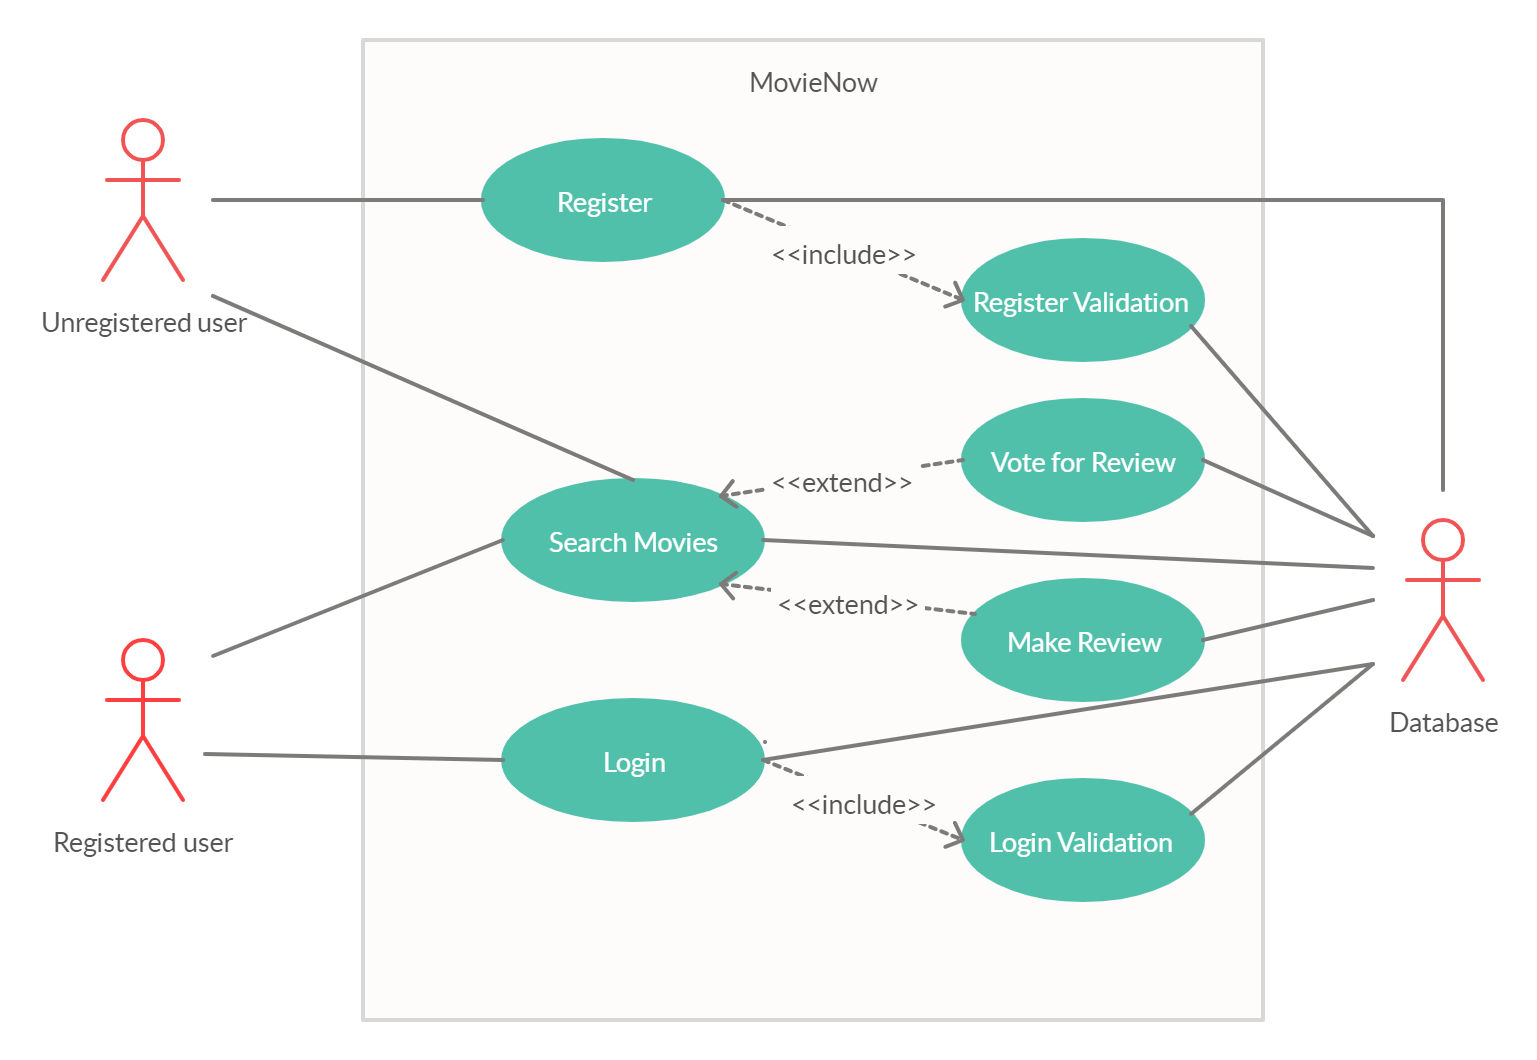 MovieNow
Register
<<include>>
Register Validation
Unregistered user
Vote for Review
<<extend>>
Search Movies
<<extend>>
Make Review
Database
Login
<<include>>
Login Validation
Registered user